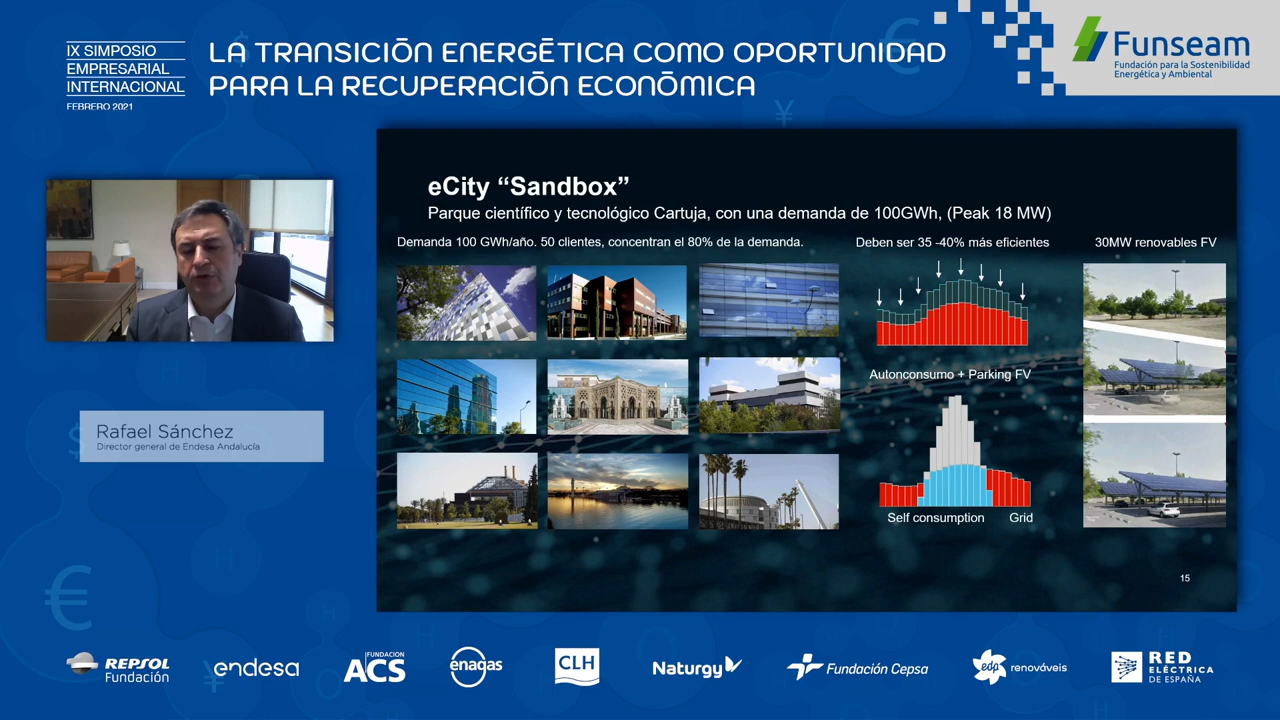 IX SIMPOSIO
EMPRESARIAL
INTERNACIONAL
FEBRERO 2021
LA TRANSICIÓN ENERGÉTICA COMO OPORTUNIDAD
PARA LA RECUPERACIÓN ECONÓMICA
Funseam
Fundación para la Sostenibilidad
Energética y Ambiental
eCity “Sandbox”
Parque científico y tecnológico Cartuja, con una demanda de 100GWh, (Peak 18 MW)
Demanda 100 GWh/año. 50 clientes, concentran el 80% de la demanda.
Deben ser 35 -40% más eficientes
30MW renovables FV
Autoconsumo + Parking FV
Self consumption
Grid
15
Rafael Sánchez
Director general de Endesa Andalucía
REPSOL
Fundación
endesa
FUNDACION
ACS
enagas
CLH
Naturgy
Fundación Cepsa
edp
renováveis
RED
ELÉCTRICA
DE ESPAÑA